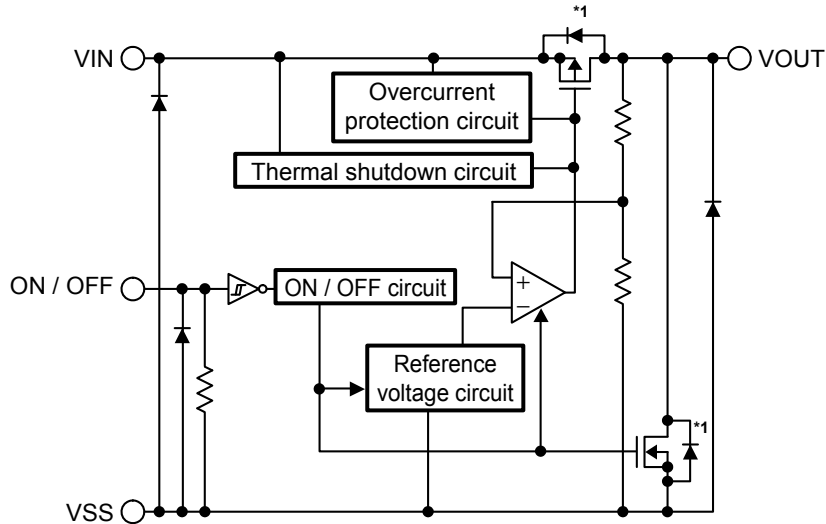 *1
VIN
VOUT
Overcurrent
protection circuit
Thermal shutdown circuit
ON / OFF
ON / OFF circuit
+
−
Reference
voltage circuit
*1
VSS